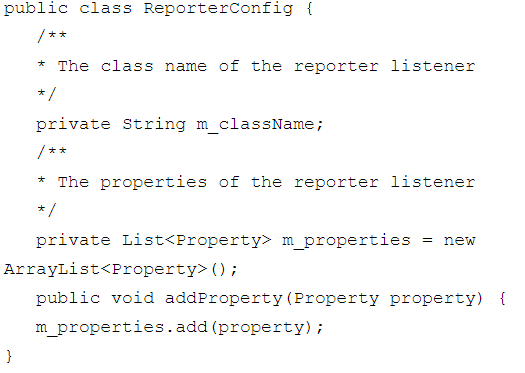 public class ReporterConfig {
/**
* The class name of the reporter listener
*/
private String m_className;
/**
* The properties of the reporter listener
*/
private List<Property> m_properties = new
ArrayList<Property>();
public void addProperty(Property property) {
m_properties.add(property);
}